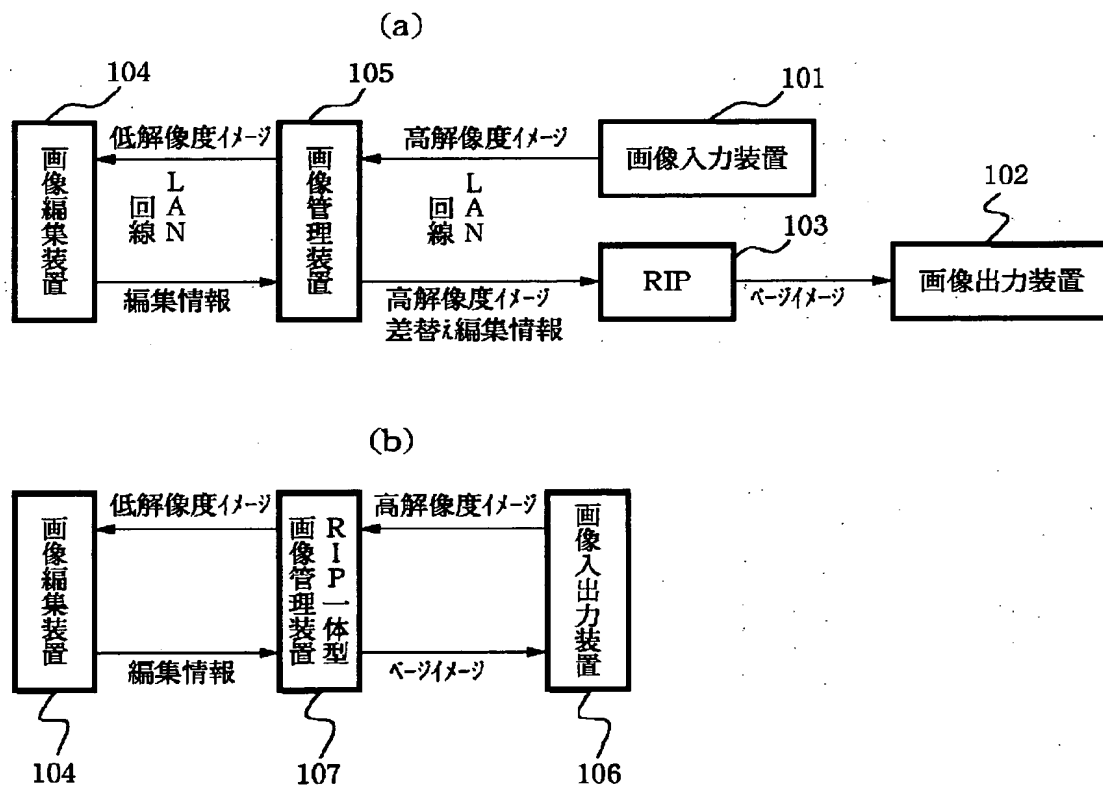 (a)
104
105
101
画像編集装置
低解像度イメージ
LAN
回線
編集情報
画像管理装置
高解像度イメージ
LAN
回線
高解像度イメージ
差替え編集情報
画像入力装置
103
RIP
ページイメージ
102
画像出力装置
(b)
画像編集装置
低解像度イメージ
編集情報
RIP一体型
画像管理装置
高解像度イメージ
ページイメージ
画像入出力装置
104
107
106